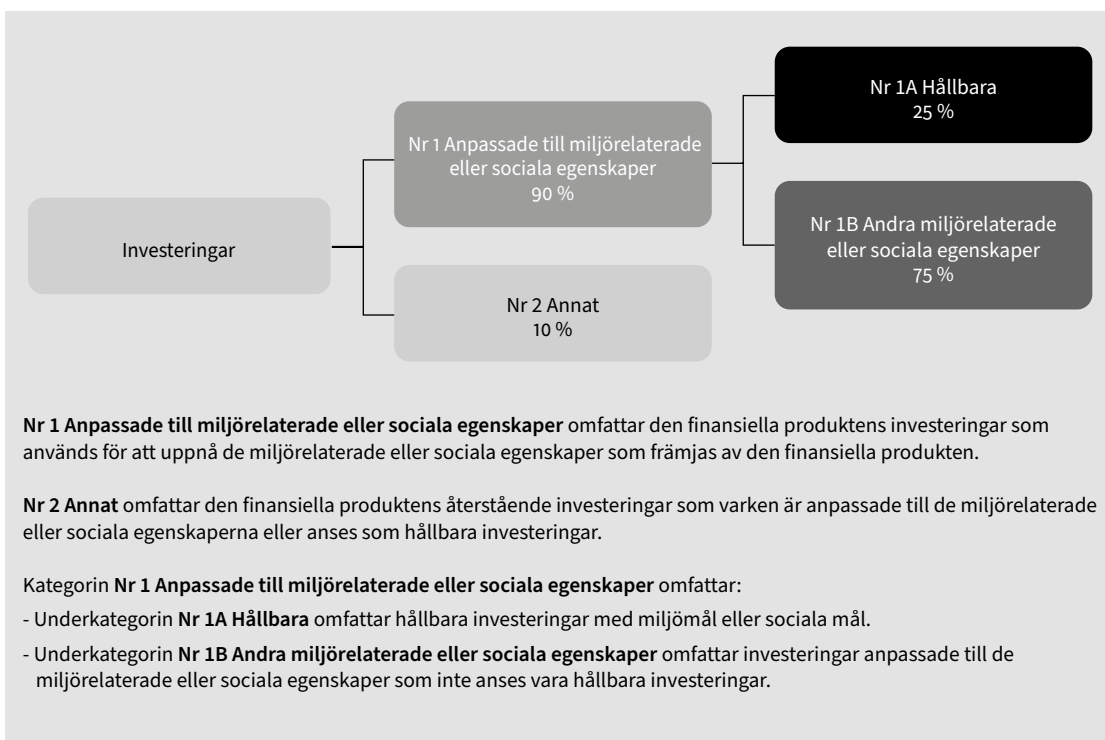 Investeringar
Nr 1 Anpassade till miljörelaterade
eller sociala egenskaper
90 %
Nr 2 Annat
10 %
Nr 1A Hållbara
25 %
Nr 1B Andra miljörelaterade
eller sociala egenskaper
75 %
Nr 1 Anpassade till miljörelaterade eller sociala egenskaper omfattar den finansiella produktens investeringar som
används för att uppnå de miljörelaterade eller sociala egenskaper som främjas av den finansiella produkten.
Nr 2 Annat omfattar den finansiella produktens återstående investeringar som varken är anpassade till de miljörelaterade
eller sociala egenskaperna eller anses som hållbara investeringar.
Kategorin Nr 1 Anpassade till miljörelaterade eller sociala egenskaper omfattar:
- Underkategorin Nr 1A Hållbara omfattar hållbara investeringar med miljömål eller sociala mål.
- Underkategorin Nr 1B Andra miljörelaterade eller sociala egenskaper omfattar investeringar anpassade till de
miljörelaterade eller sociala egenskaper som inte anses vara hållbara investeringar.